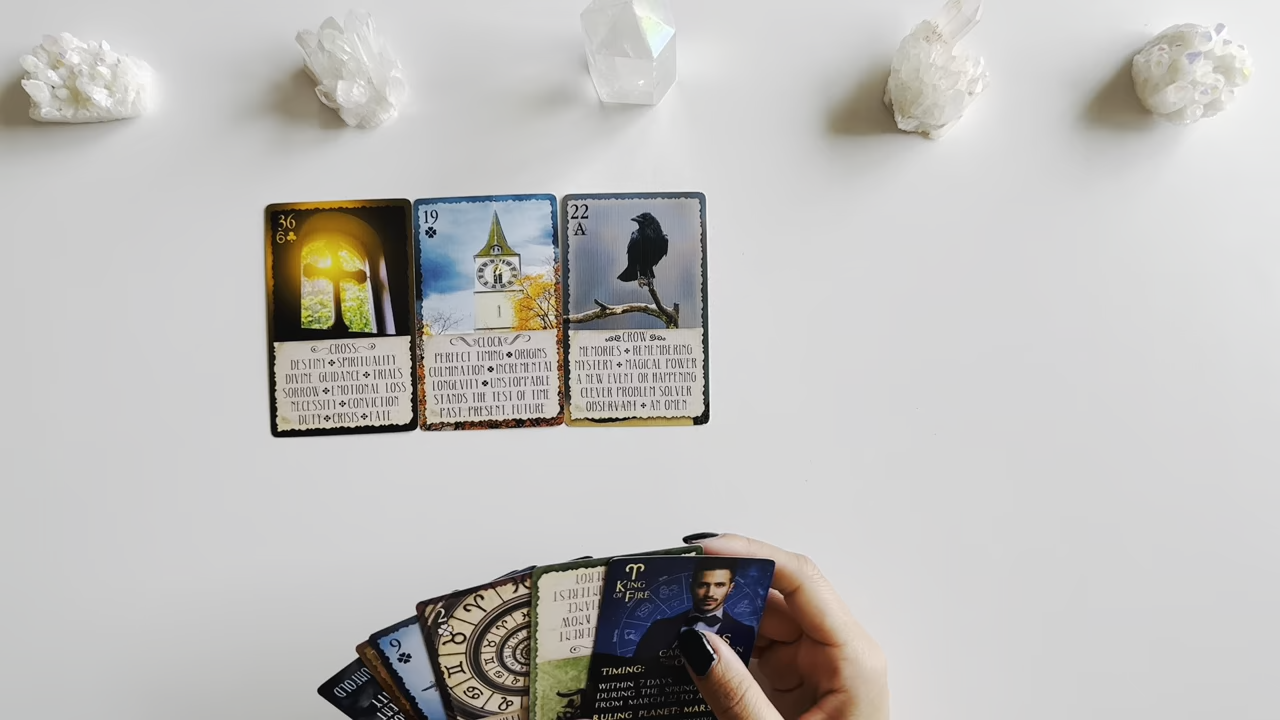 36
6♣
CROSS
DESTINY ✤ SPIRITUALITY
DIVINE GUIDANCE ✤ TRIALS
SORROW ✤ EMOTIONAL LOSS
NECESSITY ✤ CONVICTION
DUTY ✤ CRISIS ✤ FATE
19
CLOCK
PERFECT TIMING ✤ ORIGINS
CULMINATION ✤ INCREMENTAL
LONGEVITY ✤ UNSTOPPABLE
STANDS THE TEST OF TIME
PAST, PRESENT, FUTURE
22
A
CROW
MEMORIES ✤ REMEMBERING
MYSTERY ✤ MAGICAL POWER
A NEW EVENT OR HAPPENING
CLEVER PROBLEM SOLVER
OBSERVANT ✤ AN OMEN
9
2
KING
OF FIRE
TIMING:
WITHIN 7 DAYS
DURING THE SPRING
FROM MARCH 22 TO A
RULING PLANET: MARS